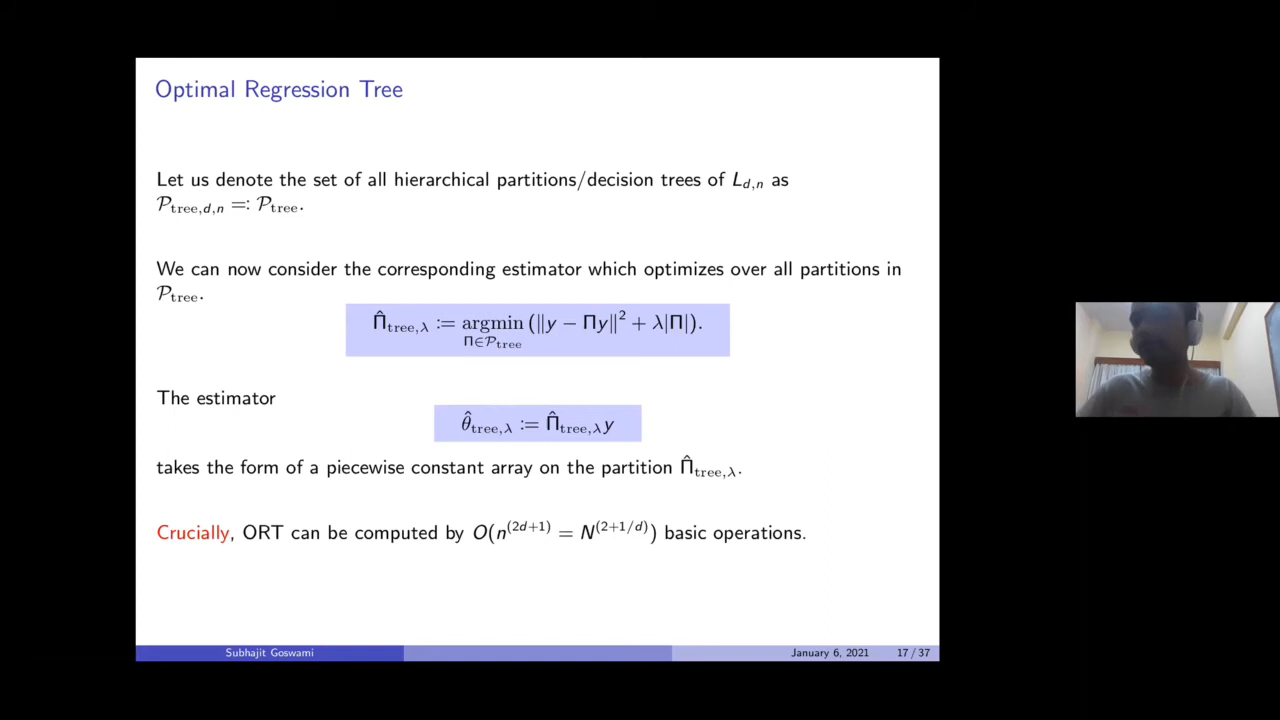 Optimal Regression Tree
Let us denote the set of all hierarchical partitions/decision trees of L_{d,n} as
𝒫_{tree,d,n} =: 𝒫_{tree}.
We can now consider the corresponding estimator which optimizes over all partitions in
𝒫_{tree}.
Π̂_{tree,λ} := argmin_{Π∈𝒫_{tree}} (‖y − Πy‖² + λ|Π|).
The estimator
θ̂_{tree,λ} := Π̂_{tree,λ} y
takes the form of a piecewise constant array on the partition Π̂_{tree,λ}.
Crucially, ORT can be computed by O(n^{(2d+1)} = N^{(2+1/d)}) basic operations.
Subhajit Goswami January 6, 2021 17 / 37